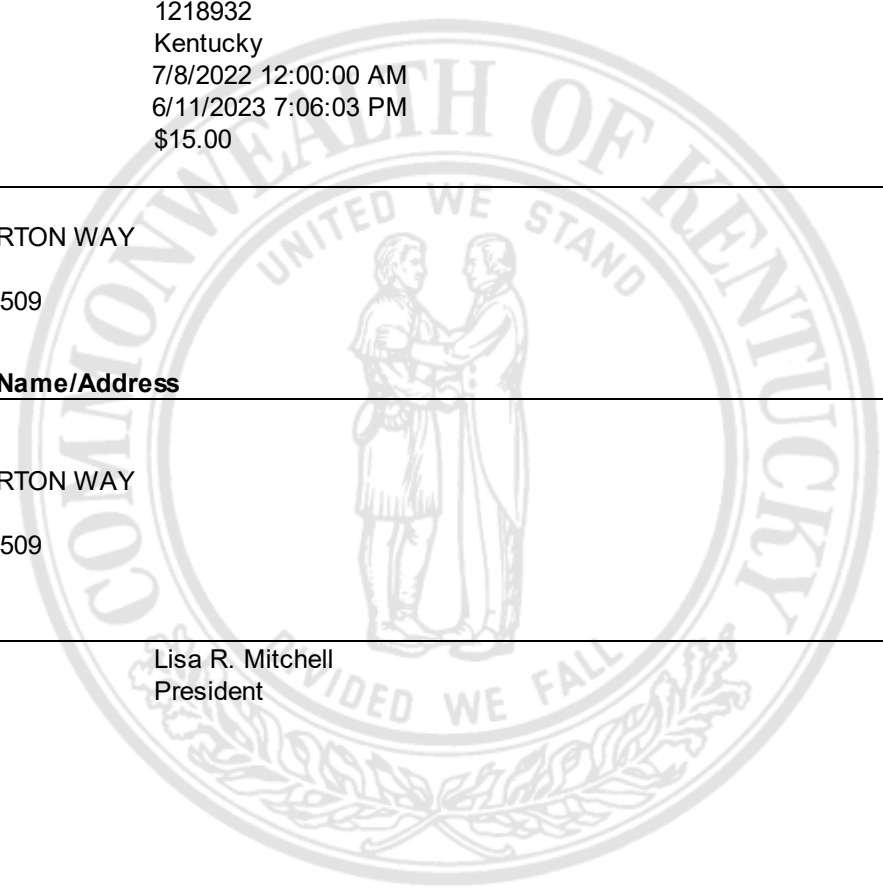 1218932
Kentucky
7/8/2022 12:00:00 AM
6/11/2023 7:06:03 PM
$15.00
RTON WAY
509
Name/Address
RTON WAY
509
Lisa R. Mitchell
President
COMMONWEALTH OF KENTUCKY
UNITED WE STAND
DIVIDED WE FALL